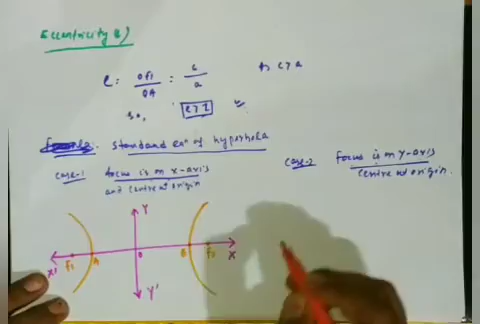 Eccentricity e)
e = OF1/OA = c/a As c > a
so, e > 1
Standard eqn of hyperbola
Case-1 focus is on x-axis
and centre at origin
Case-2 focus is on y-axis
centre at origin.
Y
X' F1 A O B F2 X
Y'